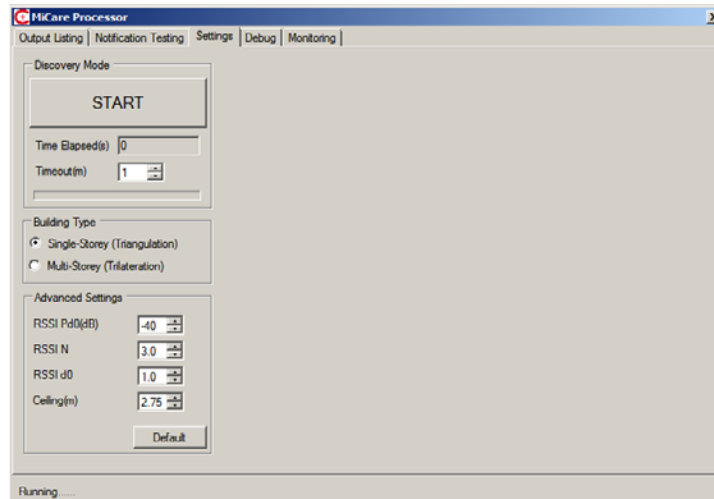 MiCare Processor
Output Listing Notification Testing Settings Debug Monitoring
Discovery Mode
START
Time Elapsed(s) 0
Timeout(m) 1
Building Type
Single-Storey (Triangulation)
Multi-Storey (Trilateration)
Advanced Settings
RSSI Pd0(dB) -40
RSSI N 3.0
RSSI d0 1.0
Ceiling(m) 2.75
Default
Running......